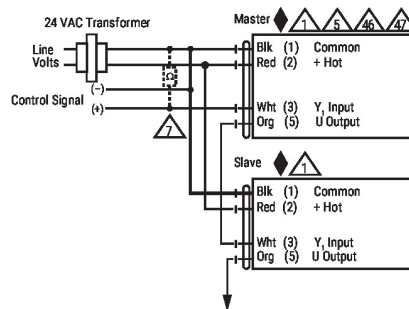 24 VAC Transformer
Line
Volts
Control Signal
(–)
(+)
Ω
7
Master
1
5
46
47
Blk (1) Common
Red (2) + Hot
Wht (3) Y₁ Input
Org (5) U Output
Slave
1
Blk (1) Common
Red (2) + Hot
Wht (3) Y₁ Input
Org (5) U Output